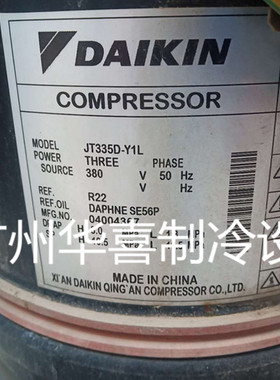 DAIKIN
COMPRESSOR
MODEL JT335D-Y1L
POWER THREE PHASE
SOURCE 380 V 50 Hz
V Hz
REF. R22
REF.OIL DAPHNE SE56P
MFG.NO.
广州华喜制冷设
MADE IN CHINA
XI'AN DAIKIN QING'AN COMPRESSOR CO.,LTD.